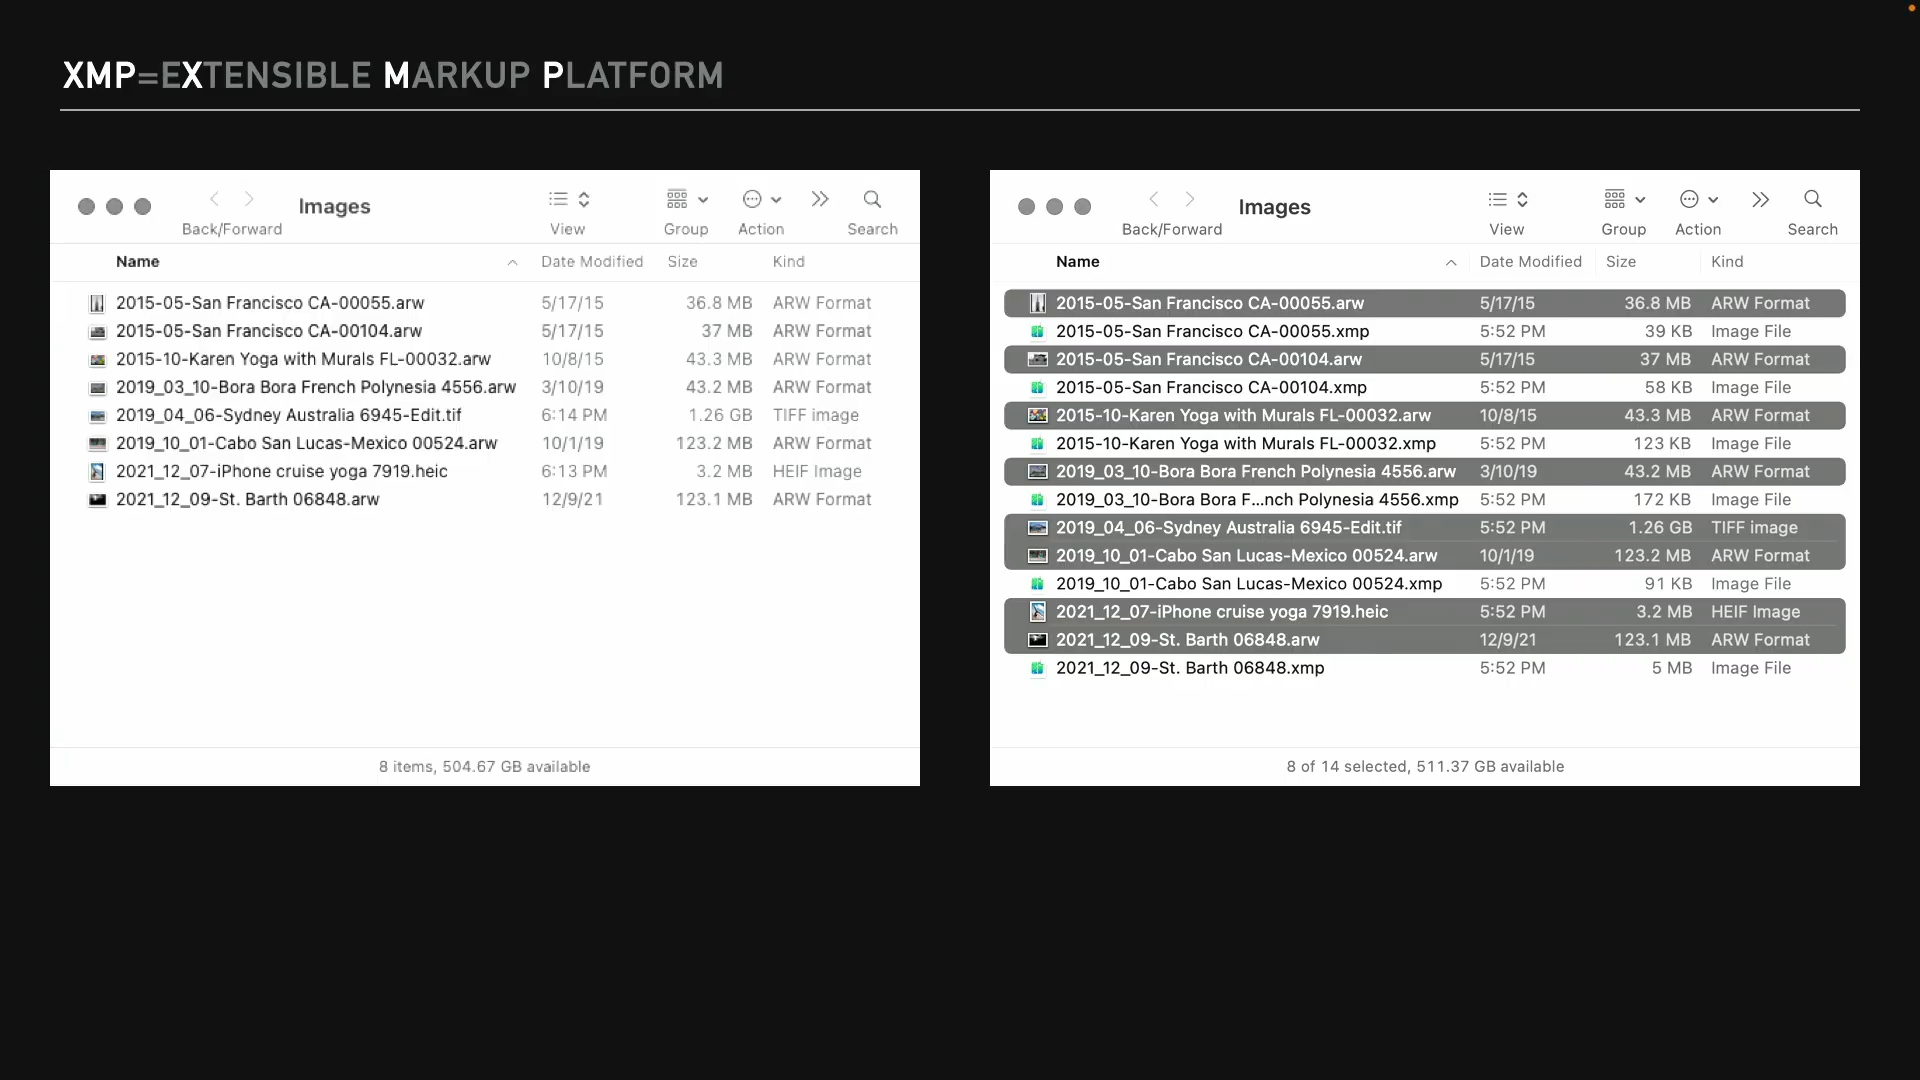 XMP=EXTENSIBLE MARKUP PLATFORM
Images
Back/Forward View Group Action Search
Name Date Modified Size Kind
2015-05-San Francisco CA-00055.arw 5/17/15 36.8 MB ARW Format
2015-05-San Francisco CA-00104.arw 5/17/15 37 MB ARW Format
2015-10-Karen Yoga with Murals FL-00032.arw 10/8/15 43.3 MB ARW Format
2019_03_10-Bora Bora French Polynesia 4556.arw 3/10/19 43.2 MB ARW Format
2019_04_06-Sydney Australia 6945-Edit.tif 6:14 PM 1.26 GB TIFF image
2019_10_01-Cabo San Lucas-Mexico 00524.arw 10/1/19 123.2 MB ARW Format
2021_12_07-iPhone cruise yoga 7919.heic 6:13 PM 3.2 MB HEIF Image
2021_12_09-St. Barth 06848.arw 12/9/21 123.1 MB ARW Format
8 items, 504.67 GB available
Images
Back/Forward View Group Action Search
Name Date Modified Size Kind
2015-05-San Francisco CA-00055.arw 5/17/15 36.8 MB ARW Format
2015-05-San Francisco CA-00055.xmp 5:52 PM 39 KB Image File
2015-05-San Francisco CA-00104.arw 5/17/15 37 MB ARW Format
2015-05-San Francisco CA-00104.xmp 5:52 PM 58 KB Image File
2015-10-Karen Yoga with Murals FL-00032.arw 10/8/15 43.3 MB ARW Format
2015-10-Karen Yoga with Murals FL-00032.xmp 5:52 PM 123 KB Image File
2019_03_10-Bora Bora French Polynesia 4556.arw 3/10/19 43.2 MB ARW Format
2019_03_10-Bora Bora F...nch Polynesia 4556.xmp 5:52 PM 172 KB Image File
2019_04_06-Sydney Australia 6945-Edit.tif 5:52 PM 1.26 GB TIFF image
2019_10_01-Cabo San Lucas-Mexico 00524.arw 10/1/19 123.2 MB ARW Format
2019_10_01-Cabo San Lucas-Mexico 00524.xmp 5:52 PM 91 KB Image File
2021_12_07-iPhone cruise yoga 7919.heic 5:52 PM 3.2 MB HEIF Image
2021_12_09-St. Barth 06848.arw 12/9/21 123.1 MB ARW Format
2021_12_09-St. Barth 06848.xmp 5:52 PM 5 MB Image File
8 of 14 selected, 511.37 GB available